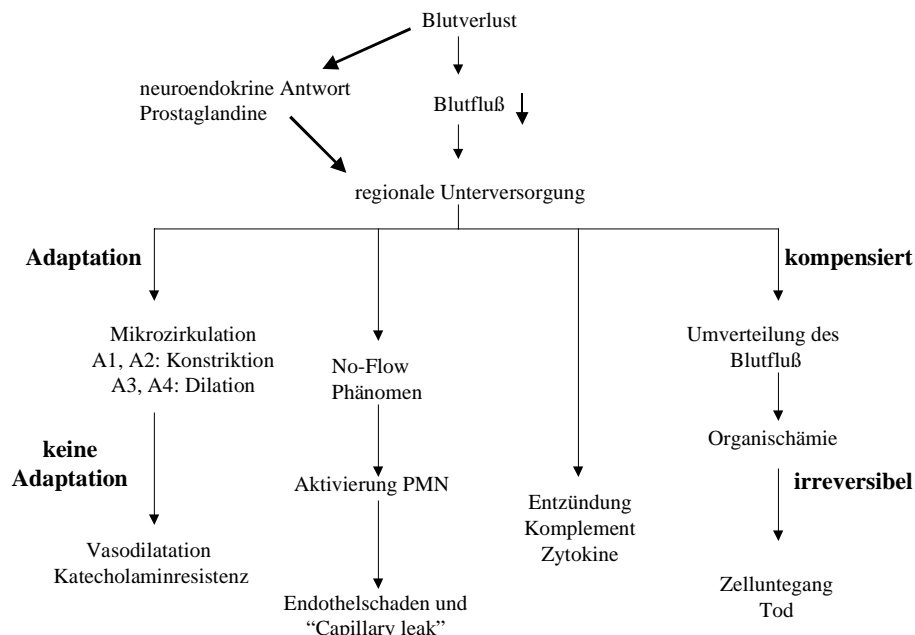 Blutverlust
neuroendokrine Antwort
Prostaglandine
Blutfluß
regionale Unterversorgung
Adaptation
kompensiert
Mikrozirkulation
A1, A2: Konstriktion
A3, A4: Dilation
No-Flow
Phänomen
Umverteilung des
Blutfluß
keine
Adaptation
Organischämie
irreversibel
Aktivierung PMN
Entzündung
Komplement
Zytokine
Vasodilatation
Katecholaminresistenz
Endothelschaden und
“Capillary leak”
Zelluntegang
Tod